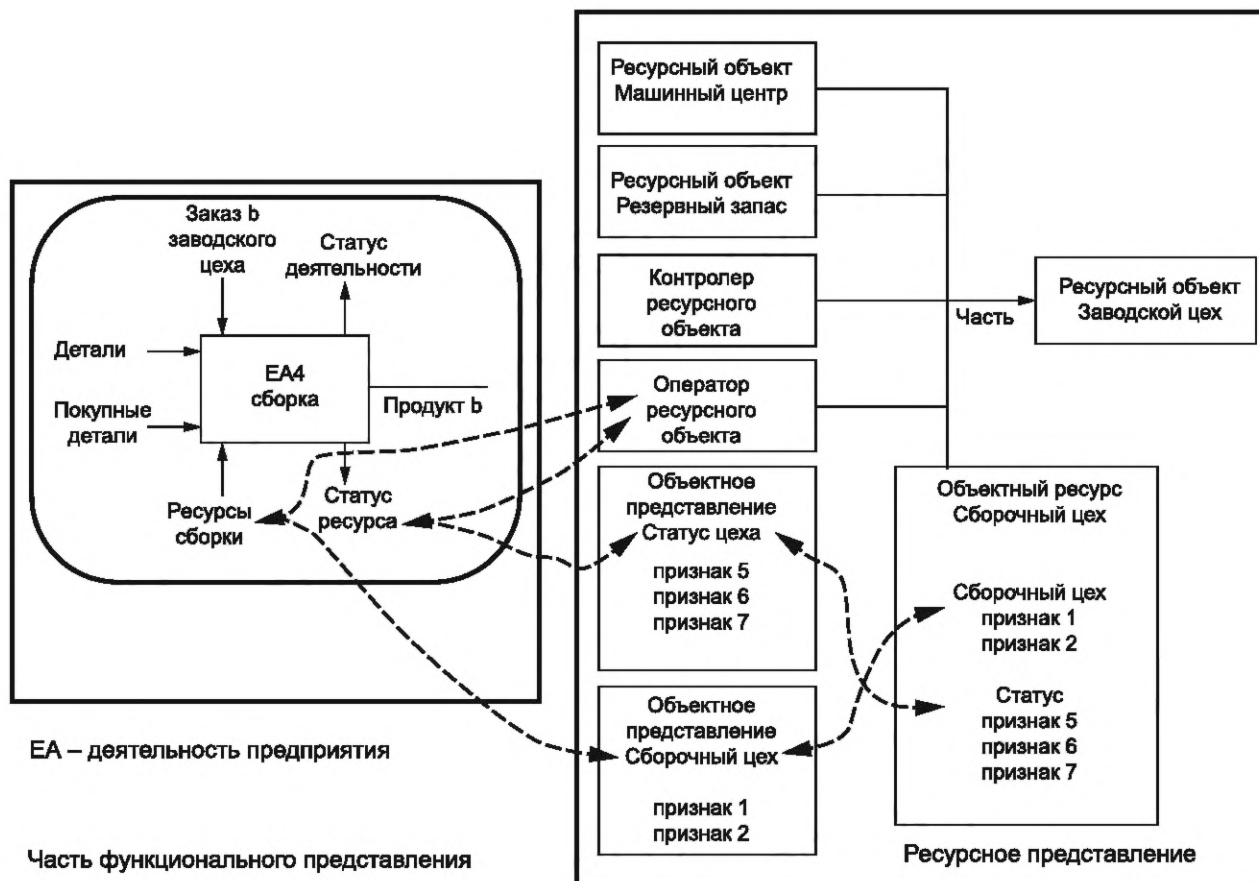 Заказ b
заводского
цеха
Статус
деятельности
Детали
EA4
сборка
Продукт b
Покупные
детали
Ресурсы
сборки
Статус
ресурса
EA – деятельность предприятия
Часть функционального представления
Ресурсный объект
Машинный центр
Ресурсный объект
Резервный запас
Контролер
ресурсного
объекта
Оператор
ресурсного
объекта
Часть
Ресурсный объект
Заводской цех
Объектное
представление
Статус цеха
признак 5
признак 6
признак 7
Объектное
представление
Сборочный цех
признак 1
признак 2
Объектный ресурс
Сборочный цех
Сборочный цех
признак 1
признак 2
Статус
признак 5
признак 6
признак 7
Ресурсное представление